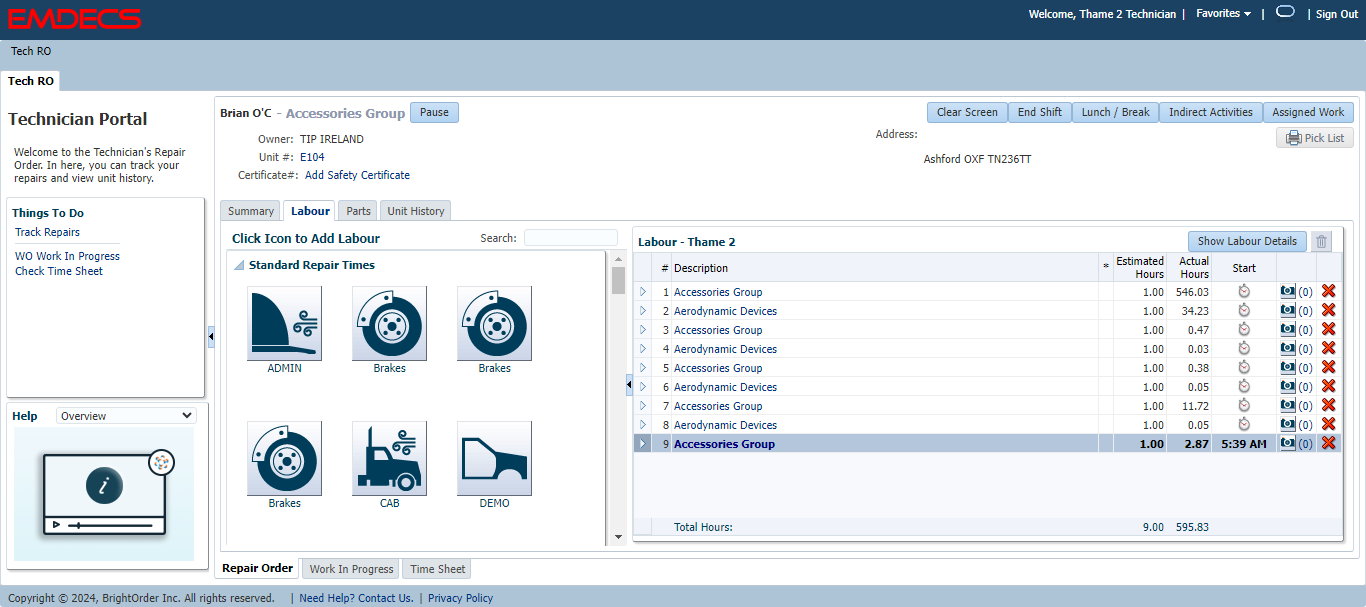 EMDECS
Welcome, Thame 2 Technician | Favorites | | Sign Out
Tech RO
Tech RO
Technician Portal
Welcome to the Technician's Repair
Order. In here, you can track your
repairs and view unit history.
Things To Do
Track Repairs
WO Work In Progress
Check Time Sheet
Help Overview
i
Brian O'C - Accessories Group Pause
Clear Screen End Shift Lunch / Break Indirect Activities Assigned Work
Owner: TIP IRELAND
Address:
Pick List
Unit #: E104
Ashford OXF TN236TT
Certificate#: Add Safety Certificate
Summary Labour Parts Unit History
Click Icon to Add Labour Search:
Standard Repair Times
ADMIN Brakes Brakes
Brakes CAB DEMO
Labour - Thame 2 Show Labour Details
# Description * Estimated Hours Actual Hours Start
1 Accessories Group 1.00 546.03 (0)
2 Aerodynamic Devices 1.00 34.23 (0)
3 Accessories Group 1.00 0.47 (0)
4 Aerodynamic Devices 1.00 0.03 (0)
5 Accessories Group 1.00 0.38 (0)
6 Aerodynamic Devices 1.00 0.05 (0)
7 Accessories Group 1.00 11.72 (0)
8 Aerodynamic Devices 1.00 0.05 (0)
9 Accessories Group 1.00 2.87 5:39 AM (0)
Total Hours: 9.00 595.83
Repair Order Work In Progress Time Sheet
Copyright © 2024, BrightOrder Inc. All rights reserved. | Need Help? Contact Us. | Privacy Policy